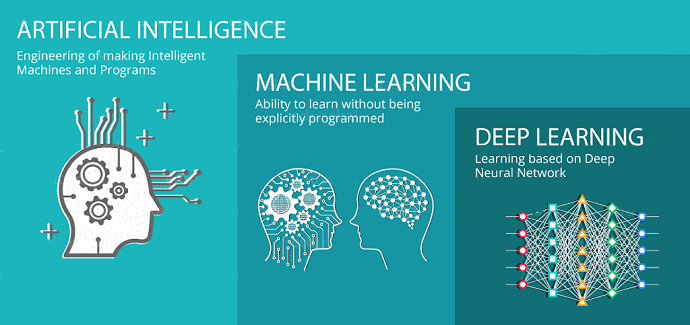 ARTIFICIAL INTELLIGENCE
Engineering of making Intelligent
Machines and Programs
MACHINE LEARNING
Ability to learn without being
explicitly programmed
DEEP LEARNING
Learning based on Deep
Neural Network